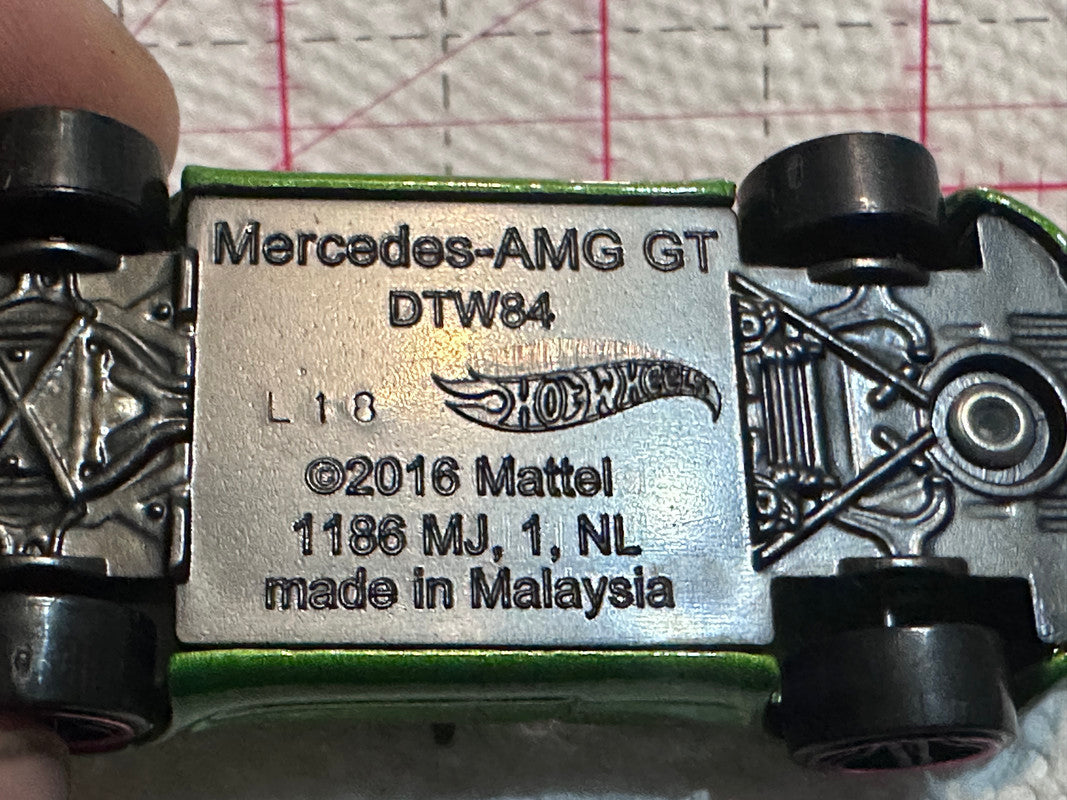 Mercedes-AMG GT
DTW84
L18 HOT WHEELS
©2016 Mattel
1186 MJ, 1, NL
made in Malaysia